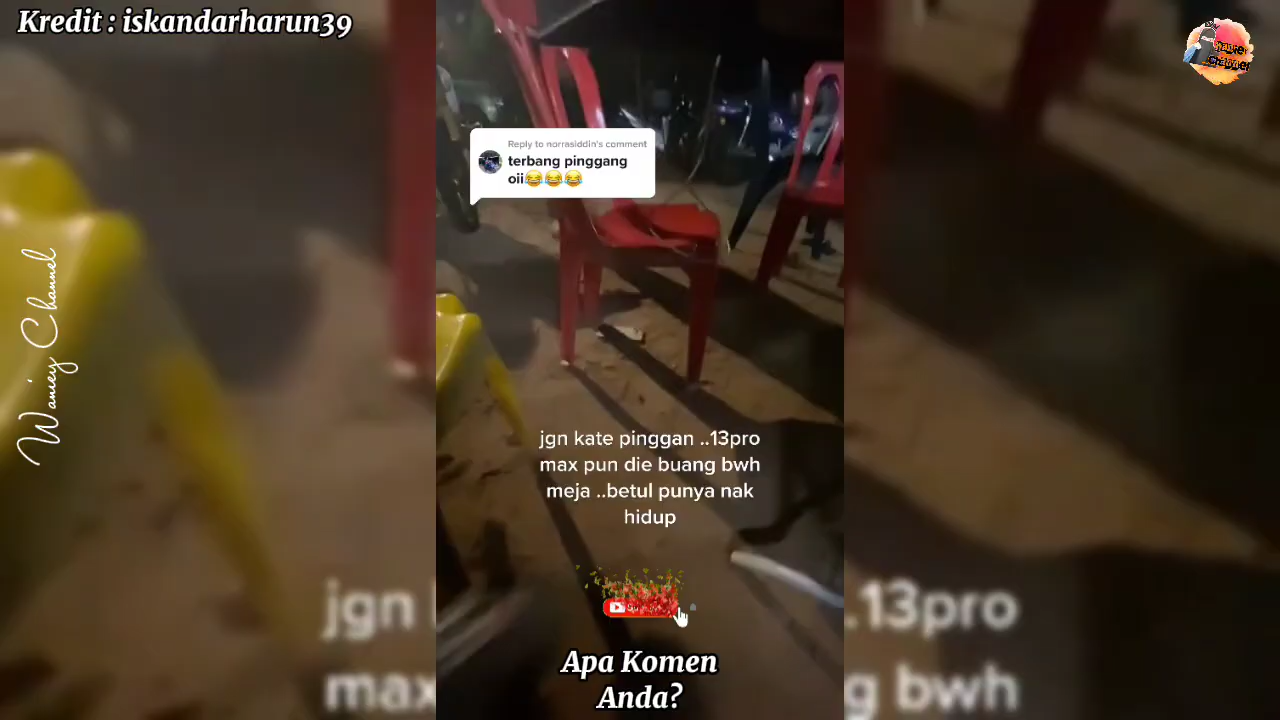 Kredit : iskandarharun39
Reply to norrasiddin's comment
terbang pinggang
oii😂😂😂
Waniey Channel
jgn kate pinggan ..13pro
max pun die buang bwh
meja ..betul punya nak
hidup
jgn
.13pro
max
g bwh
Apa Komen
Anda?